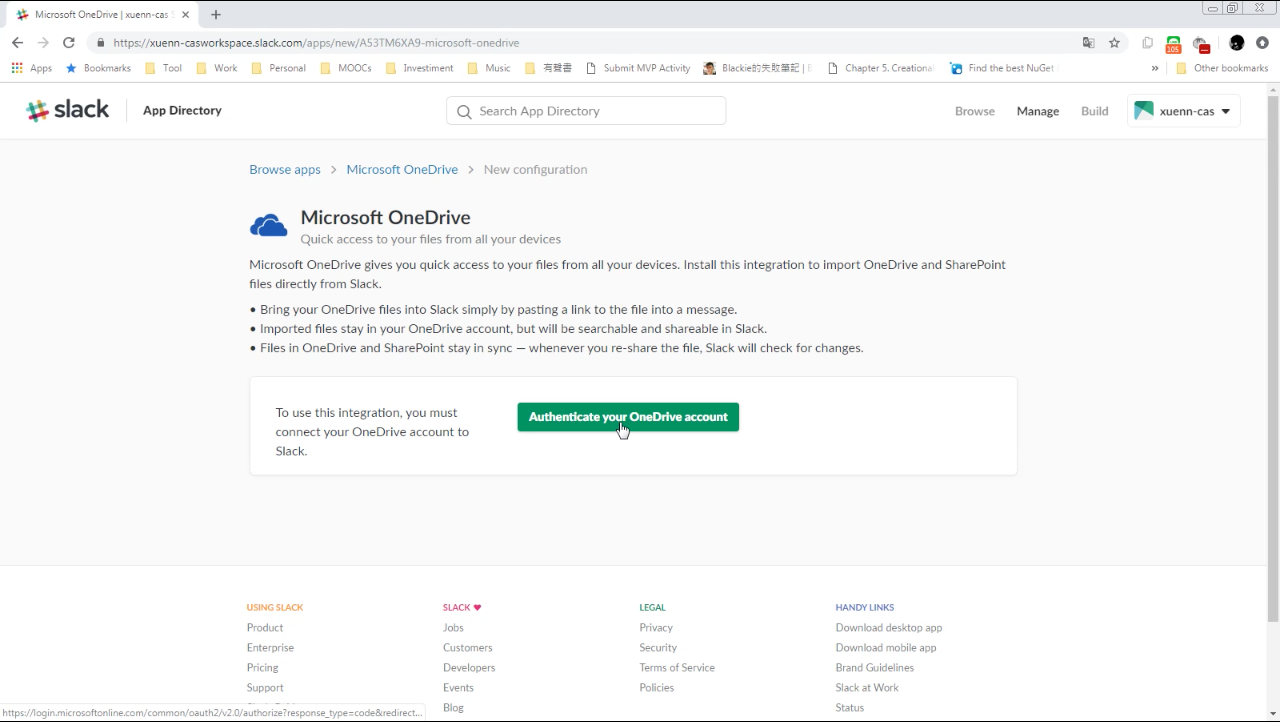 Microsoft OneDrive | xuenn-cas
https://xuenn-casworkspace.slack.com/apps/new/A53TM6XA9-microsoft-onedrive
105
Apps Bookmarks Tool Work Personal MOOCs Investiment Music 有聲書 Submit MVP Activity Blackie的失敗筆記 | Chapter 5. Creational Find the best NuGet » Other bookmarks
slack App Directory Search App Directory Browse Manage Build xuenn-cas
Browse apps > Microsoft OneDrive > New configuration
Microsoft OneDrive
Quick access to your files from all your devices
Microsoft OneDrive gives you quick access to your files from all your devices. Install this integration to import OneDrive and SharePoint
files directly from Slack.
• Bring your OneDrive files into Slack simply by pasting a link to the file into a message.
• Imported files stay in your OneDrive account, but will be searchable and shareable in Slack.
• Files in OneDrive and SharePoint stay in sync — whenever you re-share the file, Slack will check for changes.
To use this integration, you must
connect your OneDrive account to
Slack.
Authenticate your OneDrive account
USING SLACK SLACK ♥ LEGAL HANDY LINKS
Product Jobs Privacy Download desktop app
Enterprise Customers Security Download mobile app
Pricing Developers Terms of Service Brand Guidelines
Support Events Policies Slack at Work
Blog Status
https://login.microsoftonline.com/common/oauth2/v2.0/authorize?response_type=code&redirect...